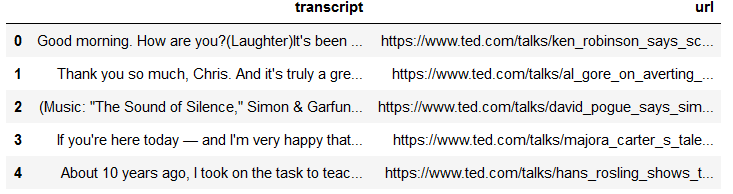 transcript url
0 Good morning. How are you?(Laughter)It's been ... https://www.ted.com/talks/ken_robinson_says_sc...
1 Thank you so much, Chris. And it's truly a gre... https://www.ted.com/talks/al_gore_on_averting_...
2 (Music: "The Sound of Silence," Simon & Garfun... https://www.ted.com/talks/david_pogue_says_sim...
3 If you're here today — and I'm very happy that... https://www.ted.com/talks/majora_carter_s_tale...
4 About 10 years ago, I took on the task to teac... https://www.ted.com/talks/hans_rosling_shows_t...